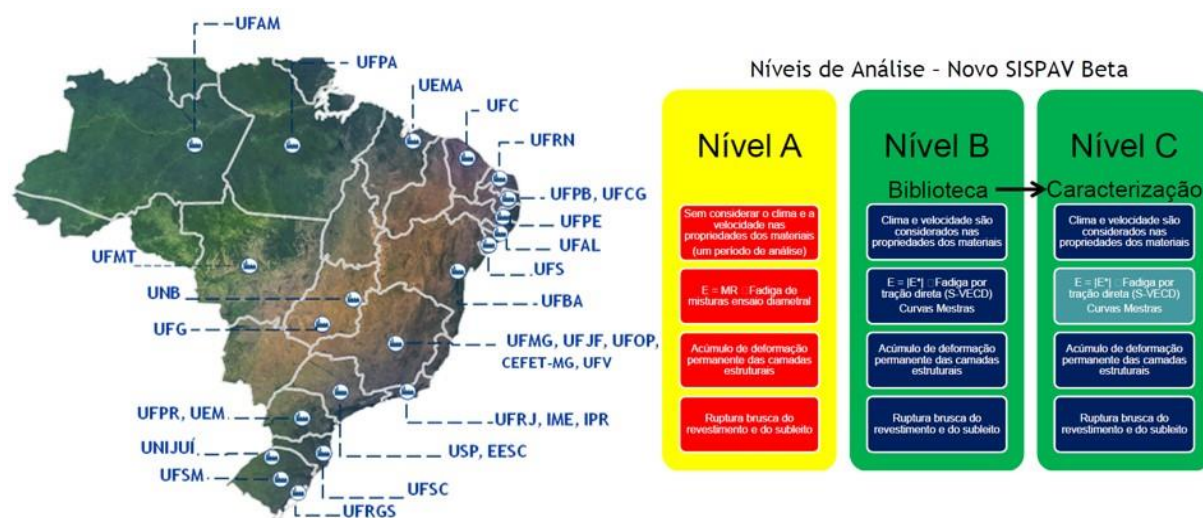 UFAM
UFPA
UEMA
UFC
UFRN
UFPB, UFCG
UFPE
UFAL
UFS
UFMT
UNB
UFBA
UFG
UFMG, UFJF, UFOP,
CEFET-MG, UFV
UFPR, UEM
UFRJ, IME, IPR
UNIJUÍ
USP, EESC
UFSM
UFSC
UFRGS
Níveis de Análise - Novo SISPAV Beta
Nível A
Sem considerar o clima e a
velocidade nas
propriedades dos materiais
(um período de análise)
E = MR □Fadiga de
misturas ensaio diametral
Acúmulo de deformação
permanente das camadas
estruturais
Ruptura brusca do
revestimento e do subleito
Nível B
Biblioteca
Clima e velocidade são
considerados nas
propriedades dos materiais
E = |E*| □Fadiga por
tração direta (S-VECD)
Curvas Mestras
Acúmulo de deformação
permanente das camadas
estruturais
Ruptura brusca do
revestimento e do subleito
Nível C
Caracterização
Clima e velocidade são
considerados nas
propriedades dos materiais
E = |E*| □Fadiga por
tração direta (S-VECD)
Curvas Mestras
Acúmulo de deformação
permanente das camadas
estruturais
Ruptura brusca do
revestimento e do subleito